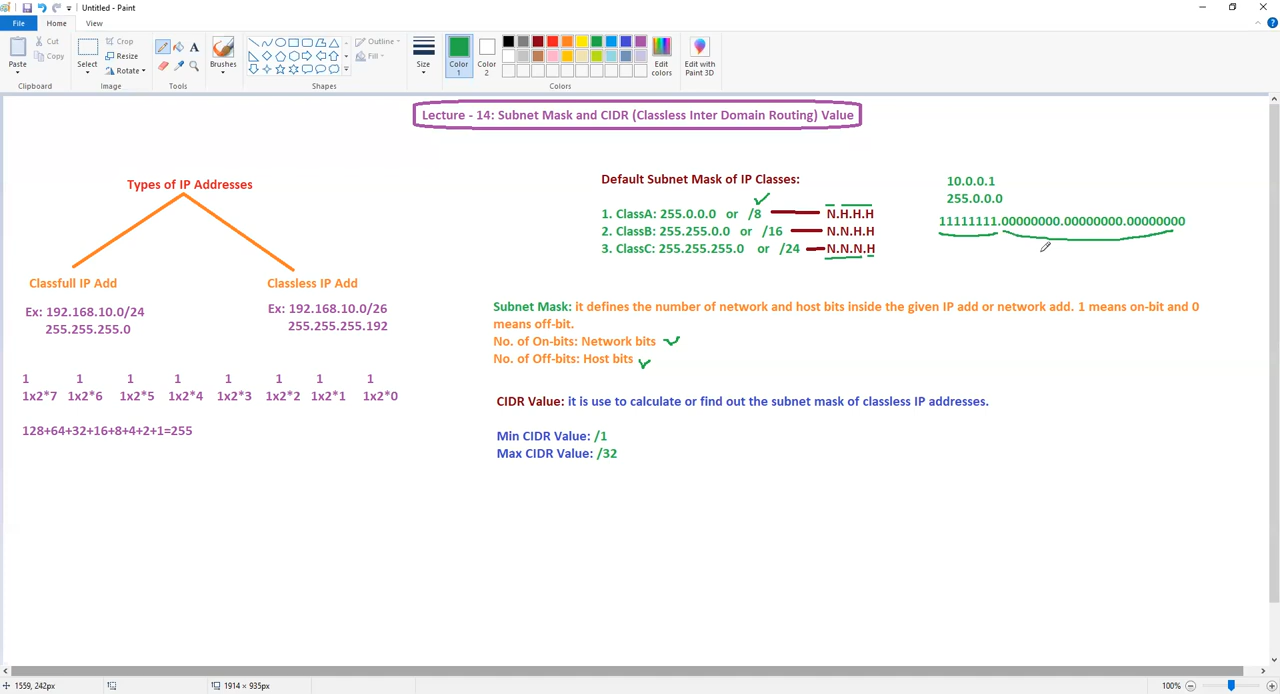 Untitled - Paint
File Home View
Paste
Cut
Copy
Clipboard
Select
Crop
Resize
Rotate
Image
Tools
Brushes
Shapes
Outline
Fill
Size
Color 1
Color 2
Colors
Edit colors
Edit with Paint 3D
Lecture - 14: Subnet Mask and CIDR (Classless Inter Domain Routing) Value
Types of IP Addresses
Classfull IP Add
Ex: 192.168.10.0/24
255.255.255.0
Classless IP Add
Ex: 192.168.10.0/26
255.255.255.192
1 1 1 1 1 1 1 1
1x2*7 1x2*6 1x2*5 1x2*4 1x2*3 1x2*2 1x2*1 1x2*0
128+64+32+16+8+4+2+1=255
Default Subnet Mask of IP Classes:
1. ClassA: 255.0.0.0 or /8 N.H.H.H
2. ClassB: 255.255.0.0 or /16 N.N.H.H
3. ClassC: 255.255.255.0 or /24 N.N.N.H
10.0.0.1
255.0.0.0
11111111.00000000.00000000.00000000
Subnet Mask: it defines the number of network and host bits inside the given IP add or network add. 1 means on-bit and 0
means off-bit.
No. of On-bits: Network bits
No. of Off-bits: Host bits
CIDR Value: it is use to calculate or find out the subnet mask of classless IP addresses.
Min CIDR Value: /1
Max CIDR Value: /32
1559, 242px
1914 × 935px
100%